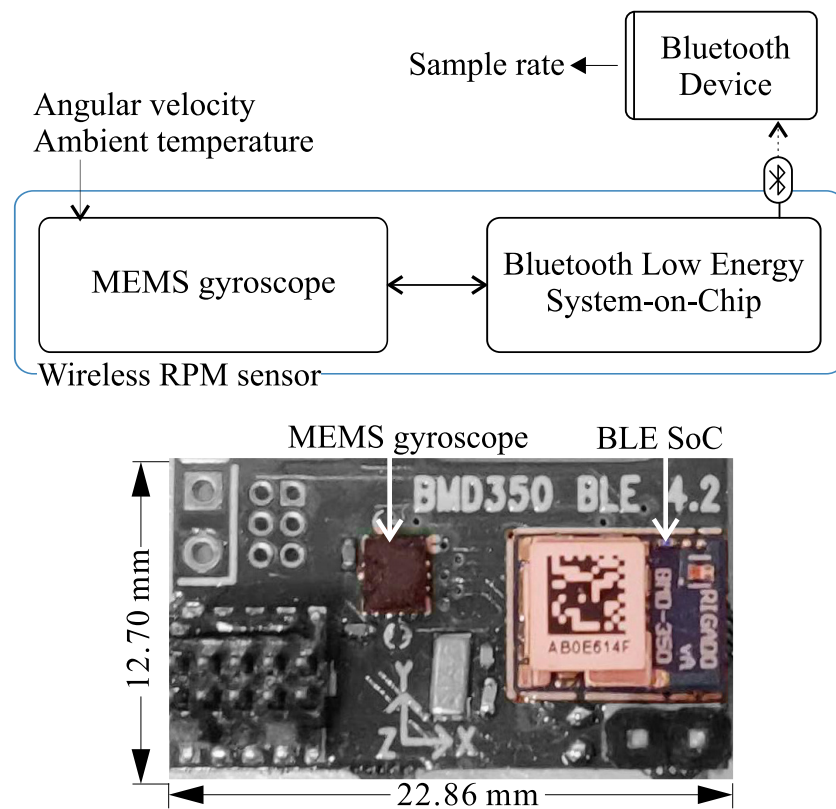 Bluetooth
Device
Sample rate
Angular velocity
Ambient temperature
MEMS gyroscope
Bluetooth Low Energy
System-on-Chip
Wireless RPM sensor
MEMS gyroscope
BLE SoC
BMD350 BLE 4.2
12.70 mm
AB0E614F
BMD-350
RIGADO
vA
Y
Z
X
22.86 mm